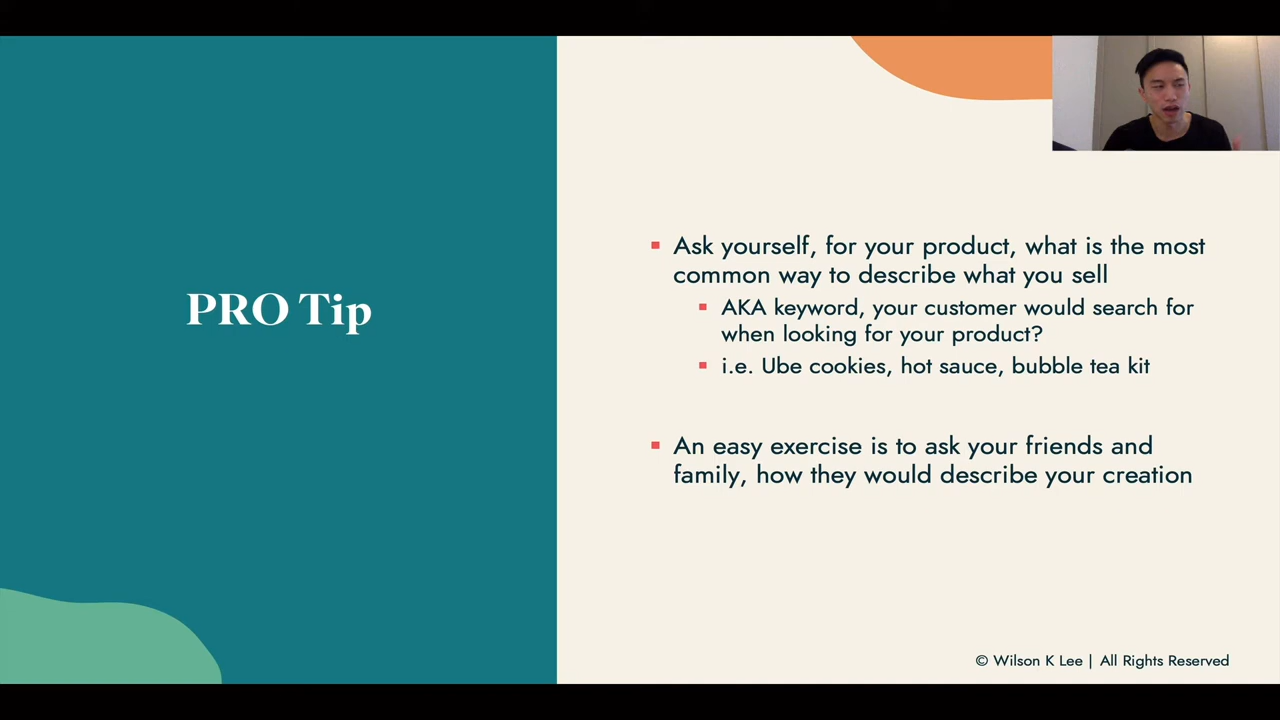 PRO Tip
Ask yourself, for your product, what is the most
common way to describe what you sell
AKA keyword, your customer would search for
when looking for your product?
i.e. Ube cookies, hot sauce, bubble tea kit
An easy exercise is to ask your friends and
family, how they would describe your creation
© Wilson K Lee | All Rights Reserved